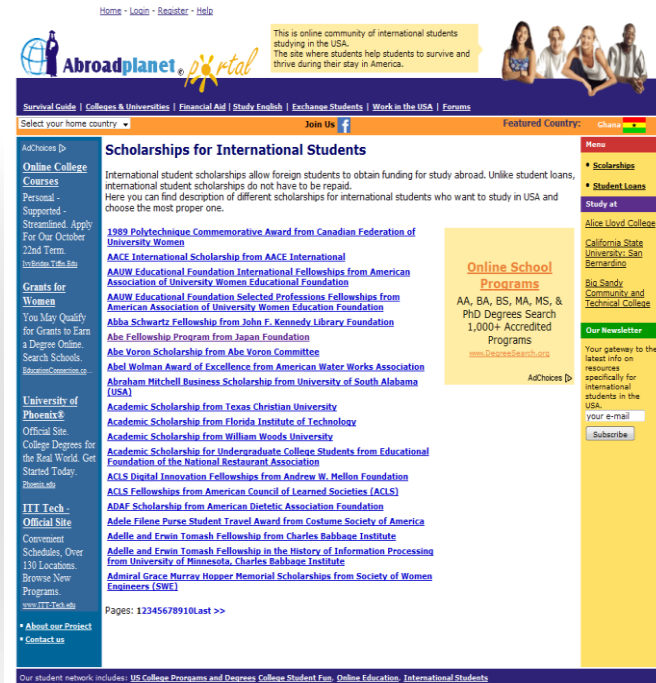 Home - Login - Register - Help
Abroadplanet portal
This is online community of international students
studying in the USA.
The site where students help students to survive and
thrive during their stay in America.
Survival Guide | Colleges & Universities | Financial Aid | Study English | Exchange Students | Work in the USA | Forums
Select your home country
Join Us f
Featured Country: Ghana
AdChoices
Online College
Courses
Personal -
Supported -
Streamlined. Apply
For Our October
22nd Term.
IvyBridge.Tiffin.Edu
Grants for
Women
You May Qualify
for Grants to Earn
a Degree Online.
Search Schools.
EducationConnection.co...
University of
Phoenix®
Official Site.
College Degrees for
the Real World. Get
Started Today.
Phoenix.edu
ITT Tech -
Official Site
Convenient
Schedules, Over
130 Locations.
Browse New
Programs.
www.ITT-Tech.edu
About our Project
Contact us
Scholarships for International Students
International student scholarships allow foreign students to obtain funding for study abroad. Unlike student loans,
international student scholarships do not have to be repaid.
Here you can find description of different scholarships for international students who want to study in USA and
choose the most proper one.
1989 Polytechnique Commemorative Award from Canadian Federation of
University Women
AACE International Scholarship from AACE International
AAUW Educational Foundation International Fellowships from American
Association of University Women Educational Foundation
AAUW Educational Foundation Selected Professions Fellowships from
American Association of University Women Education Foundation
Abba Schwartz Fellowship from John F. Kennedy Library Foundation
Abe Fellowship Program from Japan Foundation
Abe Voron Scholarship from Abe Voron Committee
Abel Wolman Award of Excellence from American Water Works Association
Abraham Mitchell Business Scholarship from University of South Alabama
(USA)
Academic Scholarship from Texas Christian University
Academic Scholarship from Florida Institute of Technology
Academic Scholarship from William Woods University
Academic Scholarship for Undergraduate College Students from Educational
Foundation of the National Restaurant Association
ACLS Digital Innovation Fellowships from Andrew W. Mellon Foundation
ACLS Fellowships from American Council of Learned Societies (ACLS)
ADAF Scholarship from American Dietetic Association Foundation
Adele Filene Purse Student Travel Award from Costume Society of America
Adelle and Erwin Tomash Fellowship from Charles Babbage Institute
Adelle and Erwin Tomash Fellowship in the History of Information Processing
from University of Minnesota, Charles Babbage Institute
Admiral Grace Murray Hopper Memorial Scholarships from Society of Women
Engineers (SWE)
Pages: 12345678910Last >>
Online School
Programs
AA, BA, BS, MA, MS, &
PhD Degrees Search
1,000+ Accredited
Programs
www.DegreeSearch.org
AdChoices
Menu
Scolarships
Student Loans
Study at
Alice Lloyd College
California State
University: San
Bernardino
Big Sandy
Community and
Technical College
Our Newsletter
Your gateway to the
latest info on
resources
specifically for
international
students in the
USA.
your e-mail
Subscribe
Our student network includes: US College Prorgams and Degrees College Student Fun. Online Education. International Students